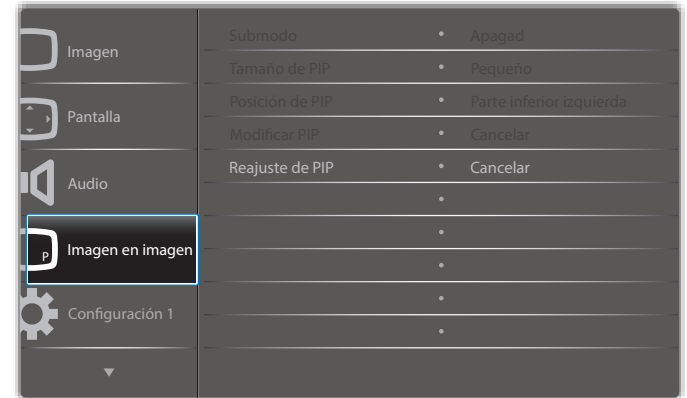 Imagen
Pantalla
Audio
P
Imagen en imagen
Configuración 1
Submodo • Apagad
Tamaño de PIP • Pequeño
Posición de PIP • Parte inferior izquierda
Modificar PIP • Cancelar
Reajuste de PIP • Cancelar
•
•
•
•
•